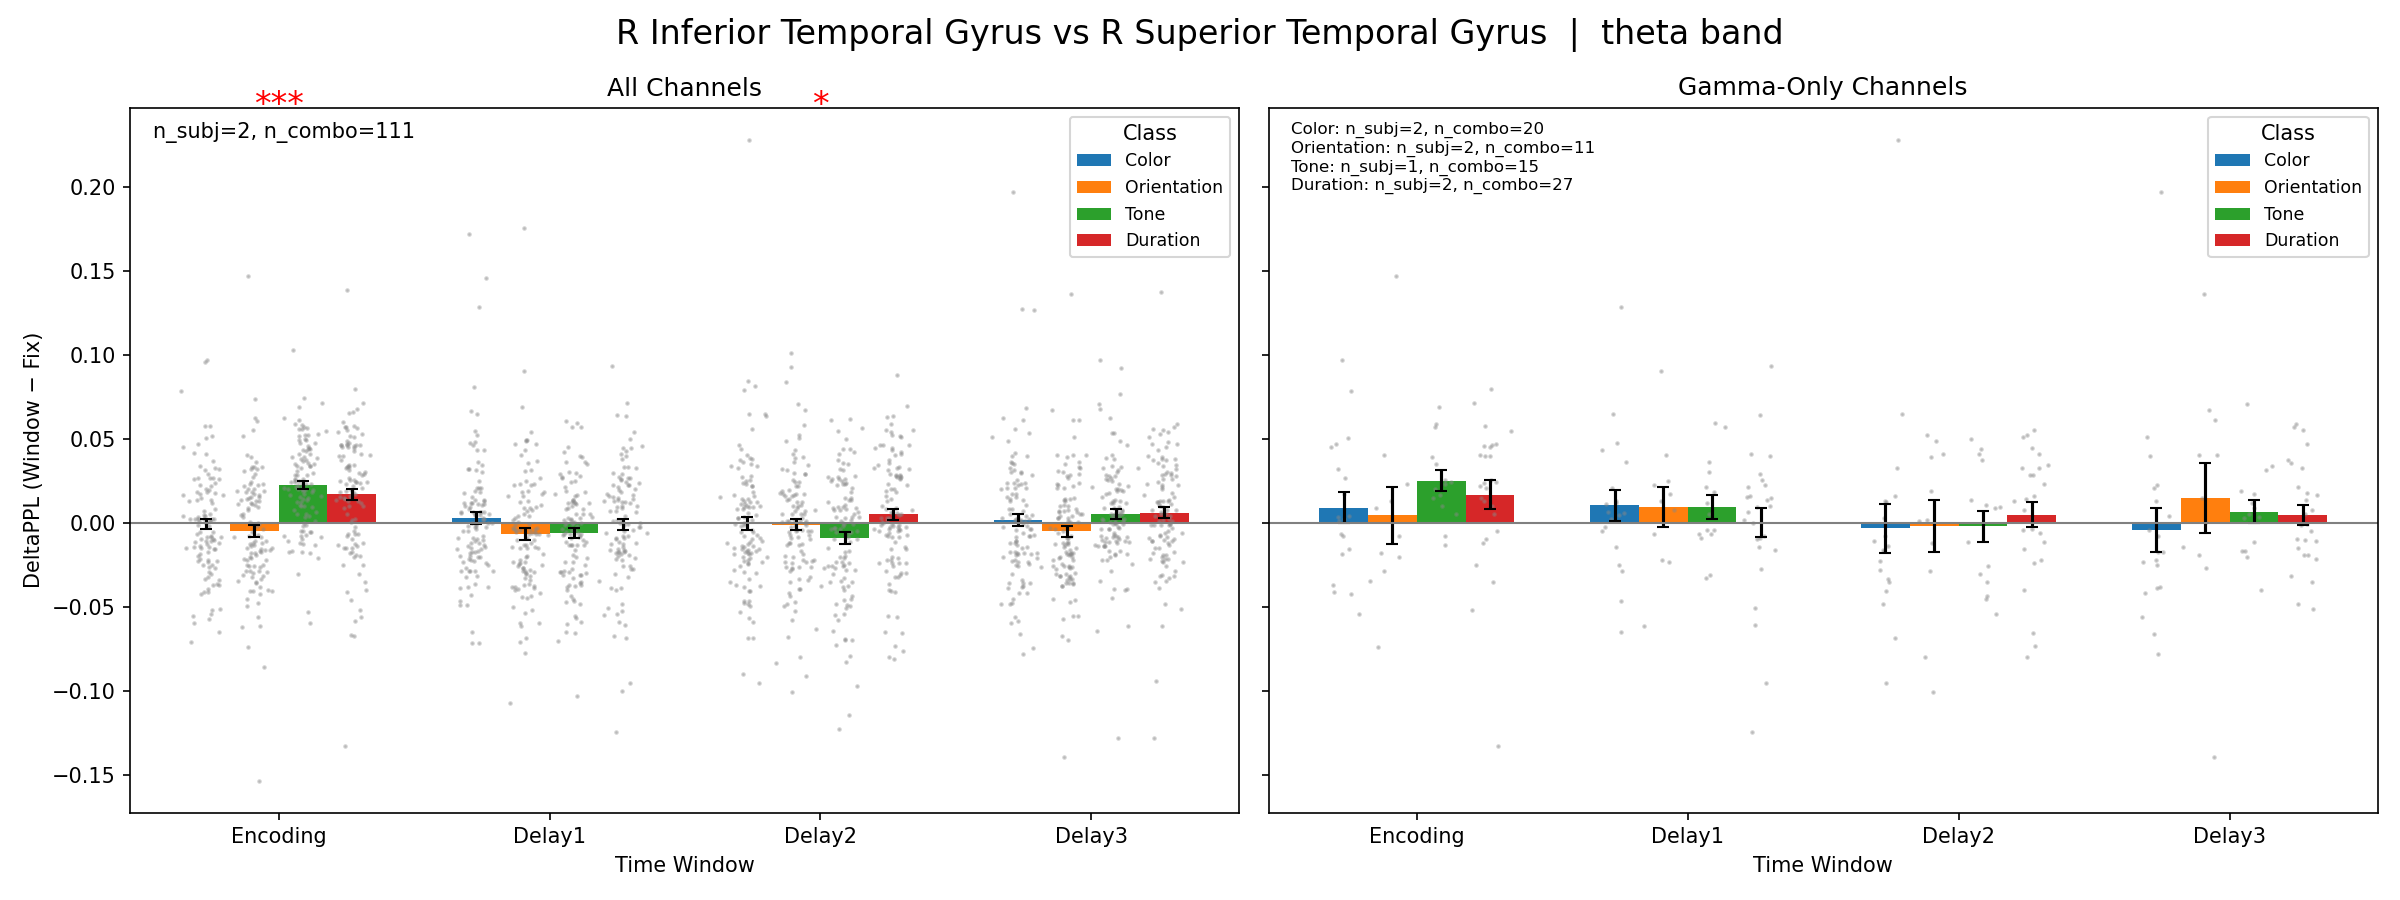 R Inferior Temporal Gyrus vs R Superior Temporal Gyrus | theta band
All Channels
*** *
n_subj=2, n_combo=111
Class
Color
Orientation
Tone
Duration
DeltaPPL (Window − Fix)
0.20
0.15
0.10
0.05
0.00
−0.05
−0.10
−0.15
Encoding Delay1 Delay2 Delay3
Time Window
Gamma-Only Channels
Color: n_subj=2, n_combo=20
Orientation: n_subj=2, n_combo=11
Tone: n_subj=1, n_combo=15
Duration: n_subj=2, n_combo=27
Class
Color
Orientation
Tone
Duration
Encoding Delay1 Delay2 Delay3
Time Window